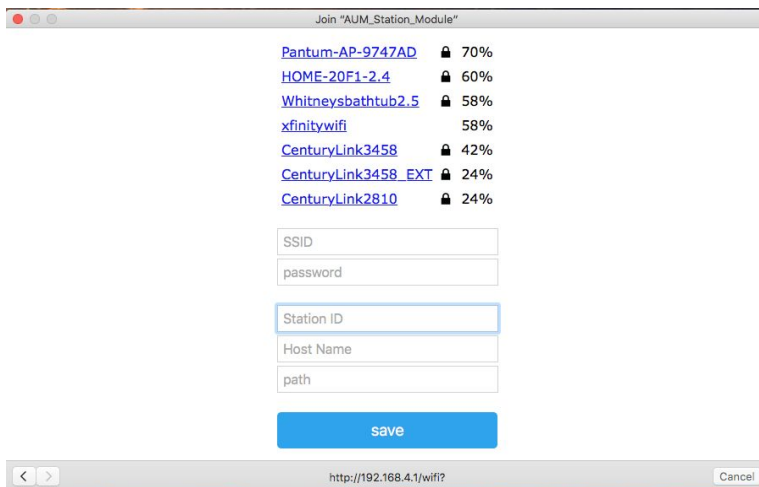 Join “AUM_Station_Module”
Pantum-AP-9747AD 70%
HOME-20F1-2.4 60%
Whitneysbathtub2.5 58%
xfinitywifi 58%
CenturyLink3458 42%
CenturyLink3458_EXT 24%
CenturyLink2810 24%
SSID
password
Station ID
Host Name
path
save
http://192.168.4.1/wifi?
Cancel